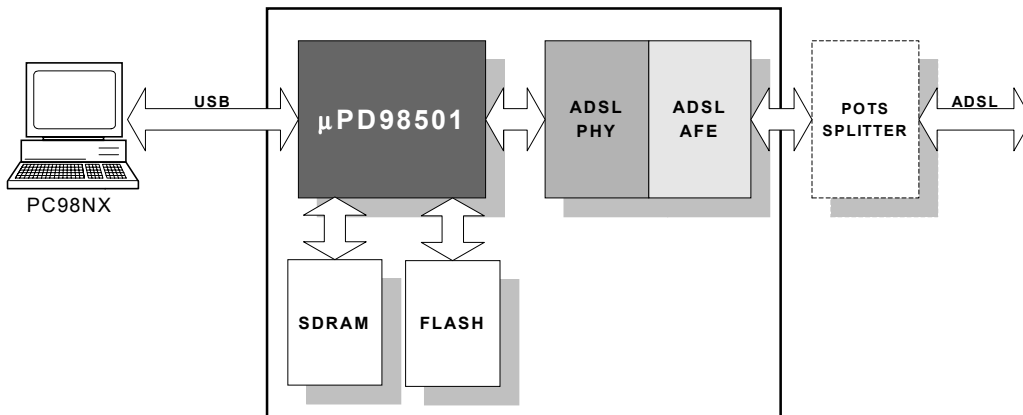 USB
μPD98501
ADSL
PHY
ADSL
AFE
POTS
SPLITTER
ADSL
PC98NX
SDRAM
FLASH